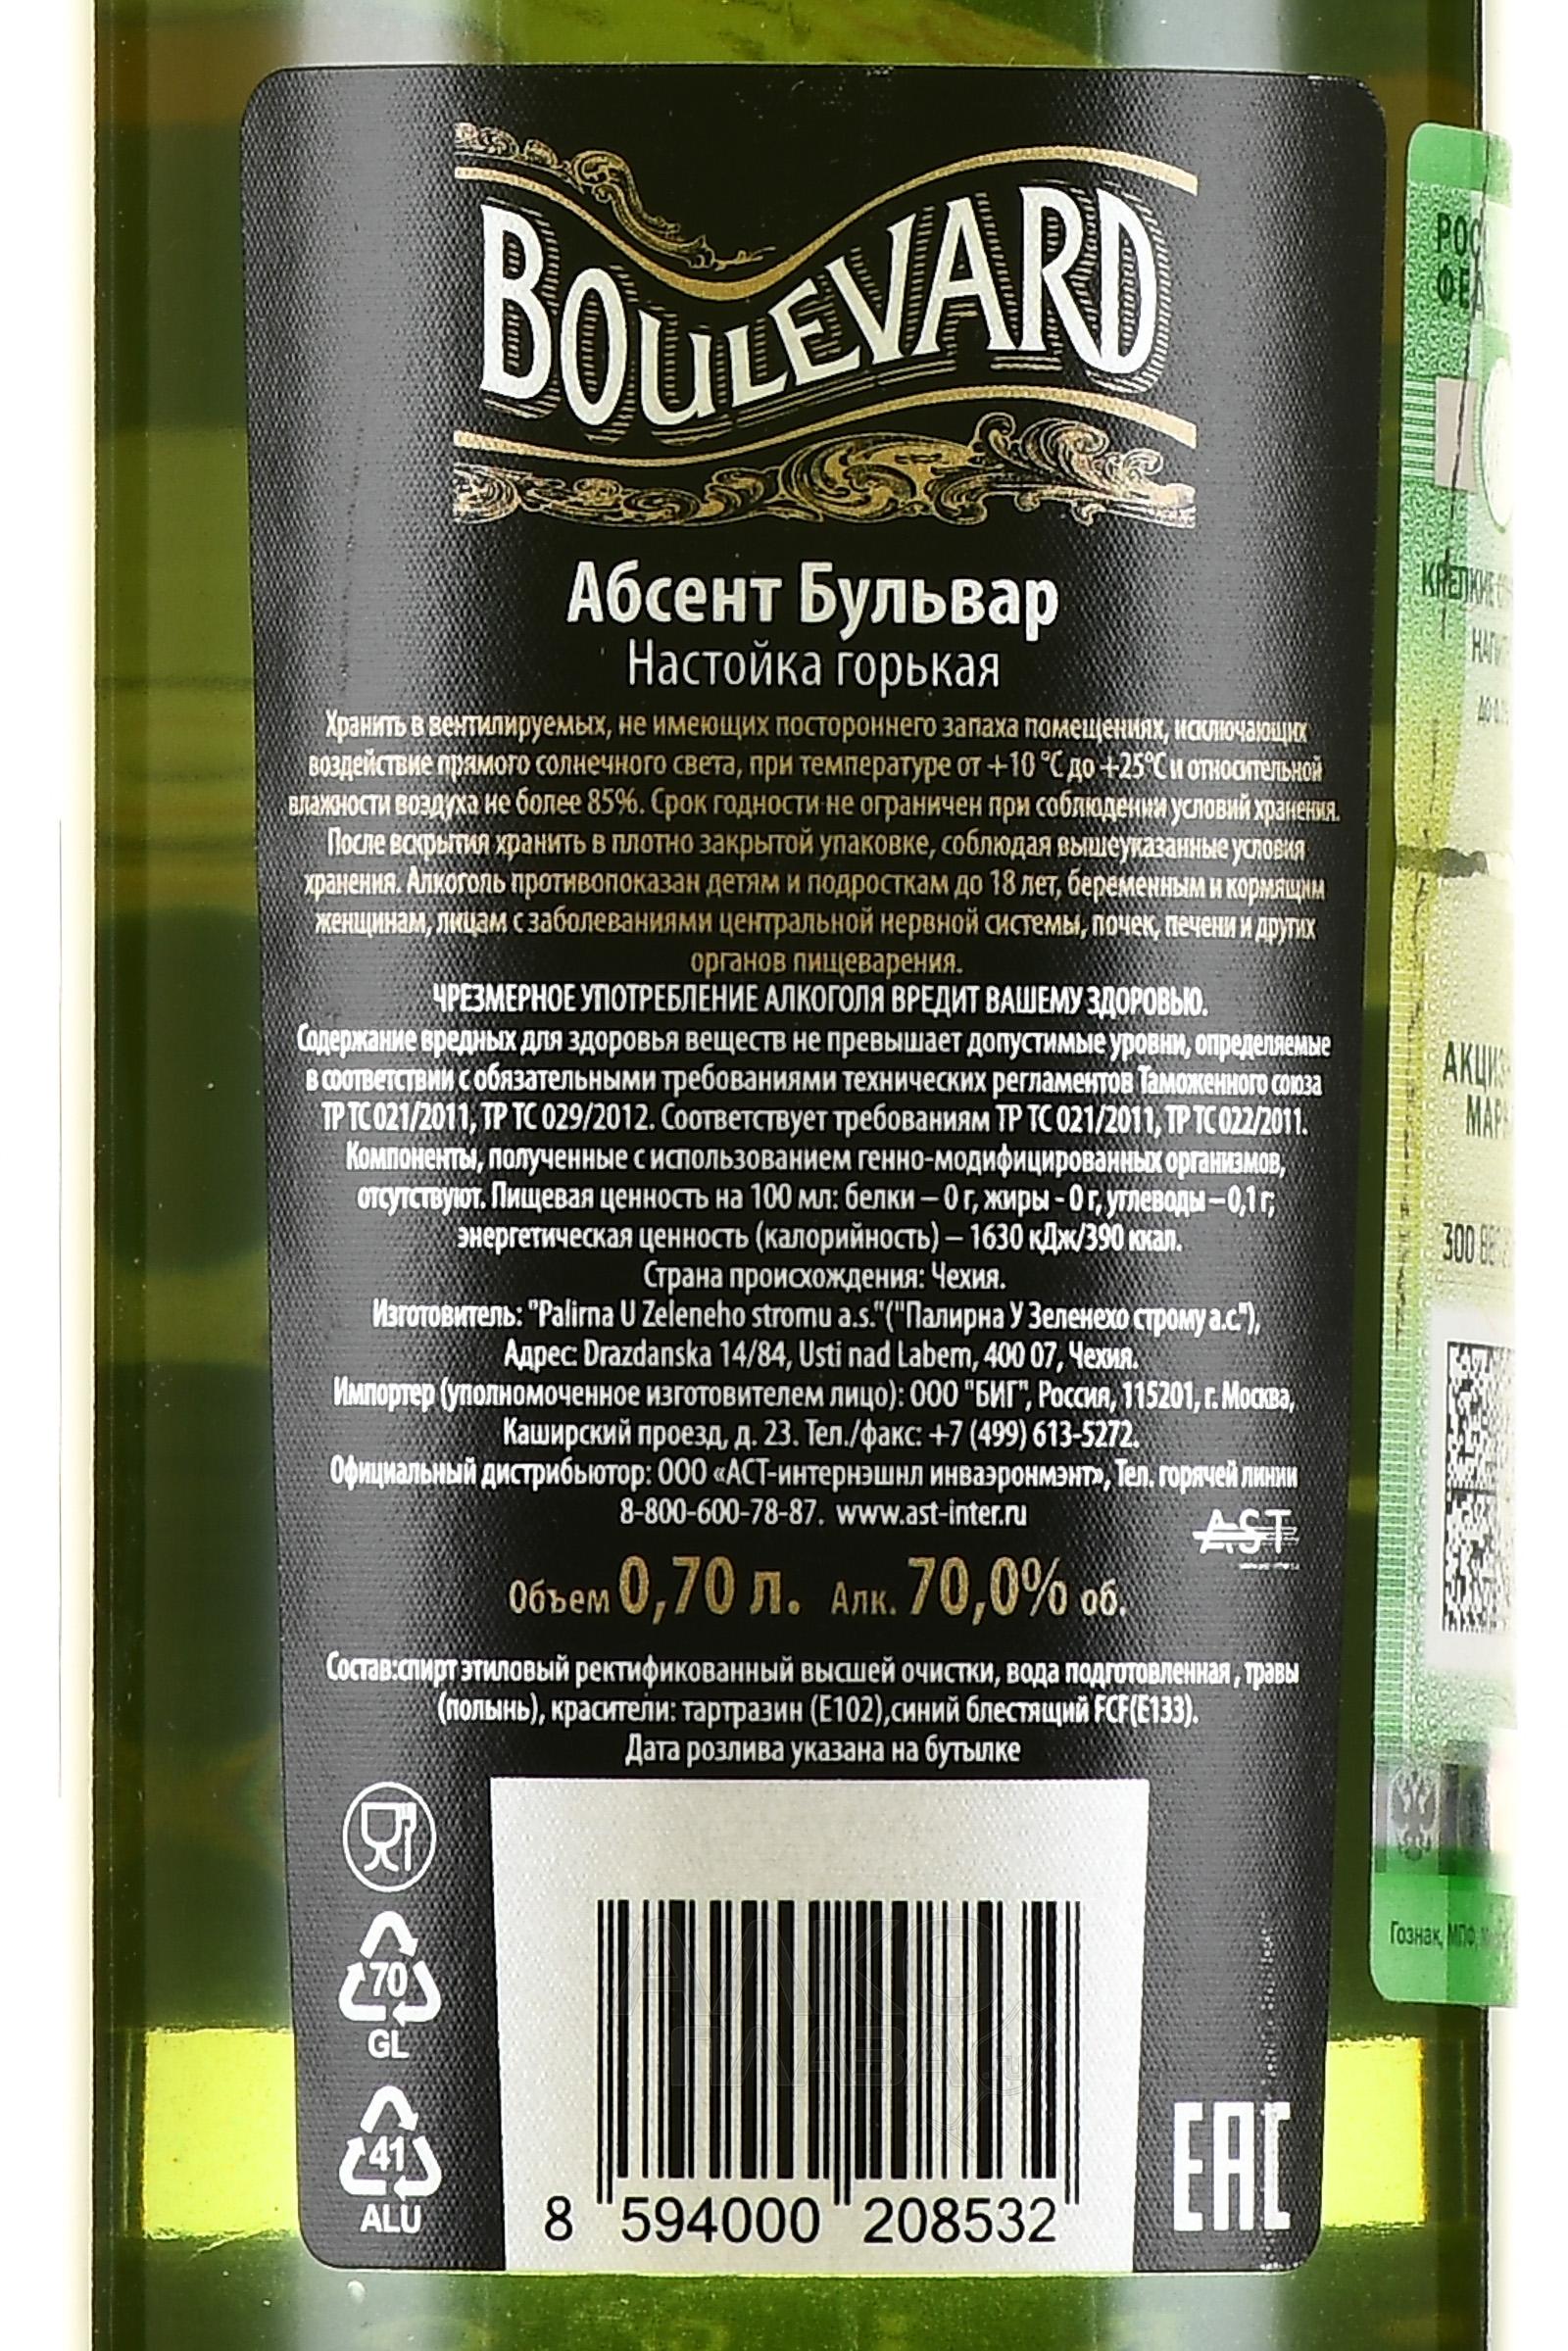 BOULEVARD
Абсент Бульвар
Настойка горькая
Хранить в вентилируемых, не имеющих постороннего запаха помещениях, исключающих
воздействие прямого солнечного света, при температуре от +10 °С до +25°С и относительной
влажности воздуха не более 85%. Срок годности не ограничен при соблюдении условий хранения.
После вскрытия хранить в плотно закрытой упаковке, соблюдая вышеуказанные условия
хранения. Алкоголь противопоказан детям и подросткам до 18 лет, беременным и кормящим
женщинам, лицам с заболеваниями центральной нервной системы, почек, печени и других
органов пищеварения.
ЧРЕЗМЕРНОЕ УПОТРЕБЛЕНИЕ АЛКОГОЛЯ ВРЕДИТ ВАШЕМУ ЗДОРОВЬЮ.
Содержание вредных для здоровья веществ не превышает допустимые уровни, определяемые
в соответствии с обязательными требованиями технических регламентов Таможенного союза
ТР ТС 021/2011, ТР ТС 029/2012. Соответствует требованиям ТР ТС 021/2011, ТР ТС 022/2011.
Компоненты, полученные с использованием генно-модифицированных организмов,
отсутствуют. Пищевая ценность на 100 мл: белки – 0 г, жиры - 0 г, углеводы – 0,1 г;
энергетическая ценность (калорийность) – 1630 кДж/390 ккал.
Страна происхождения: Чехия.
Изготовитель: "Palirna U Zeleneho stromu a.s."("Палирна У Зеленехо строму а.с."),
Адрес: Drazdanska 14/84, Usti nad Labem, 400 07, Чехия.
Импортер (уполномоченное изготовителем лицо): ООО "БИГ", Россия, 115201, г. Москва,
Каширский проезд, д. 23. Тел./факс: +7 (499) 613-5272.
Официальный дистрибьютор: ООО «АСТ-интернэшнл инваэронмэнт», Тел. горячей линии
8-800-600-78-87. www.ast-inter.ru
AST
Объем 0,70 л. Алк. 70,0% об.
Состав:спирт этиловый ректификованный высшей очистки, вода подготовленная , травы
(полынь), красители: тартразин (Е102),синий блестящий FCF(Е133).
Дата розлива указана на бутылке
70
GL
41
ALU
8 594000 208532
EAC
АЛКО
ГЛАВА
300
Гознак, МПФ,